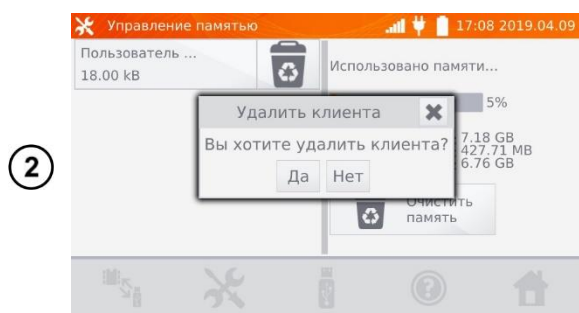 Управление памятью
17:08 2019.04.09
Пользователь ...
18.00 kB
Использовано памяти...
5%
Удалить клиента
Вы хотите удалить клиента?
Да Нет
7.18 GB
427.71 MB
6.76 GB
Очистить
память
2